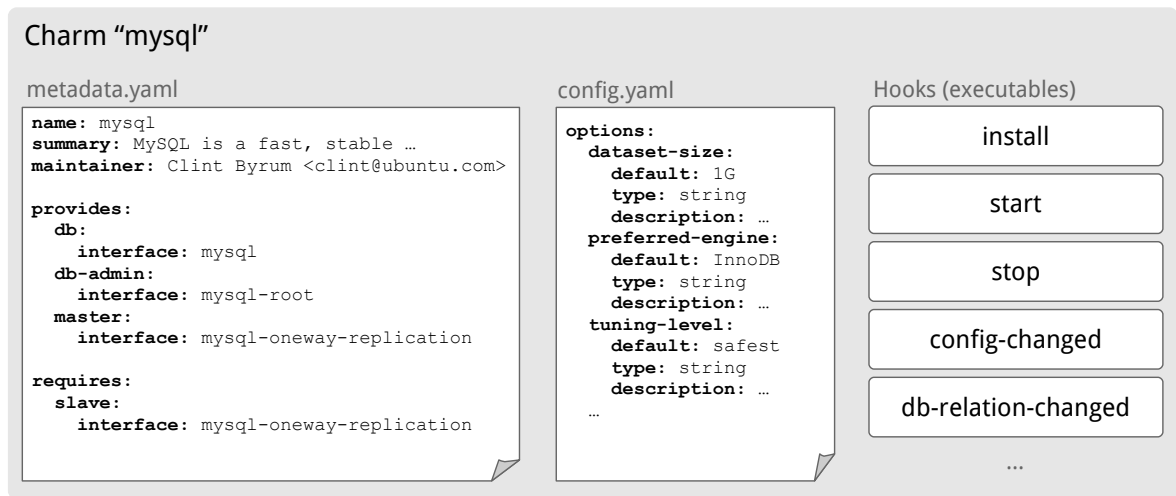 Charm “mysql”
metadata.yaml
name: mysql
summary: MySQL is a fast, stable …
maintainer: Clint Byrum <clint@ubuntu.com>
provides:
db:
interface: mysql
db-admin:
interface: mysql-root
master:
interface: mysql-oneway-replication
requires:
slave:
interface: mysql-oneway-replication
config.yaml
options:
dataset-size:
default: 1G
type: string
description: …
preferred-engine:
default: InnoDB
type: string
description: …
tuning-level:
default: safest
type: string
description: …
…
Hooks (executables)
install
start
stop
config-changed
db-relation-changed
...